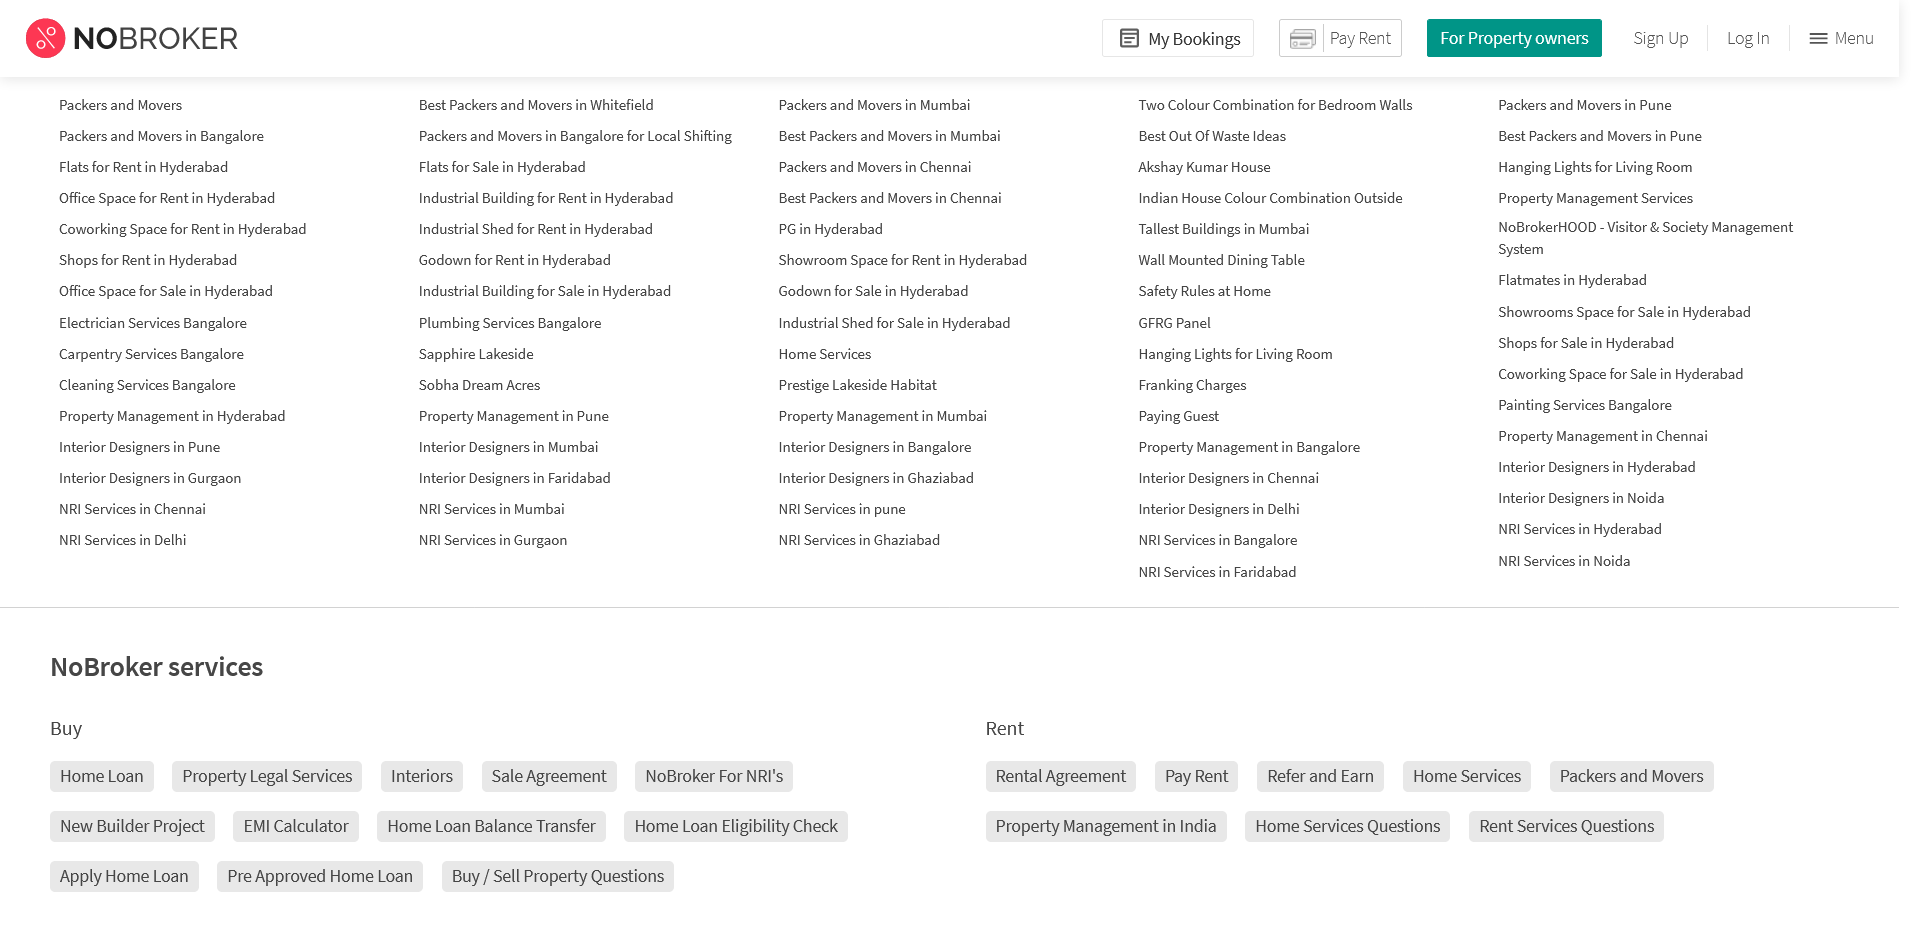 NOBROKER
My Bookings
Pay Rent
For Property owners
Sign Up
Log In
Menu
Packers and Movers
Packers and Movers in Bangalore
Flats for Rent in Hyderabad
Office Space for Rent in Hyderabad
Coworking Space for Rent in Hyderabad
Shops for Rent in Hyderabad
Office Space for Sale in Hyderabad
Electrician Services Bangalore
Carpentry Services Bangalore
Cleaning Services Bangalore
Property Management in Hyderabad
Interior Designers in Pune
Interior Designers in Gurgaon
NRI Services in Chennai
NRI Services in Delhi
Best Packers and Movers in Whitefield
Packers and Movers in Bangalore for Local Shifting
Flats for Sale in Hyderabad
Industrial Building for Rent in Hyderabad
Industrial Shed for Rent in Hyderabad
Godown for Rent in Hyderabad
Industrial Building for Sale in Hyderabad
Plumbing Services Bangalore
Sapphire Lakeside
Sobha Dream Acres
Property Management in Pune
Interior Designers in Mumbai
Interior Designers in Faridabad
NRI Services in Mumbai
NRI Services in Gurgaon
Packers and Movers in Mumbai
Best Packers and Movers in Mumbai
Packers and Movers in Chennai
Best Packers and Movers in Chennai
PG in Hyderabad
Showroom Space for Rent in Hyderabad
Godown for Sale in Hyderabad
Industrial Shed for Sale in Hyderabad
Home Services
Prestige Lakeside Habitat
Property Management in Mumbai
Interior Designers in Bangalore
Interior Designers in Ghaziabad
NRI Services in pune
NRI Services in Ghaziabad
Two Colour Combination for Bedroom Walls
Best Out Of Waste Ideas
Akshay Kumar House
Indian House Colour Combination Outside
Tallest Buildings in Mumbai
Wall Mounted Dining Table
Safety Rules at Home
GFRG Panel
Hanging Lights for Living Room
Franking Charges
Paying Guest
Property Management in Bangalore
Interior Designers in Chennai
Interior Designers in Delhi
NRI Services in Bangalore
NRI Services in Faridabad
Packers and Movers in Pune
Best Packers and Movers in Pune
Hanging Lights for Living Room
Property Management Services
NoBrokerHOOD - Visitor & Society Management
System
Flatmates in Hyderabad
Showrooms Space for Sale in Hyderabad
Shops for Sale in Hyderabad
Coworking Space for Sale in Hyderabad
Painting Services Bangalore
Property Management in Chennai
Interior Designers in Hyderabad
Interior Designers in Noida
NRI Services in Hyderabad
NRI Services in Noida
NoBroker services
Buy
Home Loan
Property Legal Services
Interiors
Sale Agreement
NoBroker For NRI's
New Builder Project
EMI Calculator
Home Loan Balance Transfer
Home Loan Eligibility Check
Apply Home Loan
Pre Approved Home Loan
Buy / Sell Property Questions
Rent
Rental Agreement
Pay Rent
Refer and Earn
Home Services
Packers and Movers
Property Management in India
Home Services Questions
Rent Services Questions